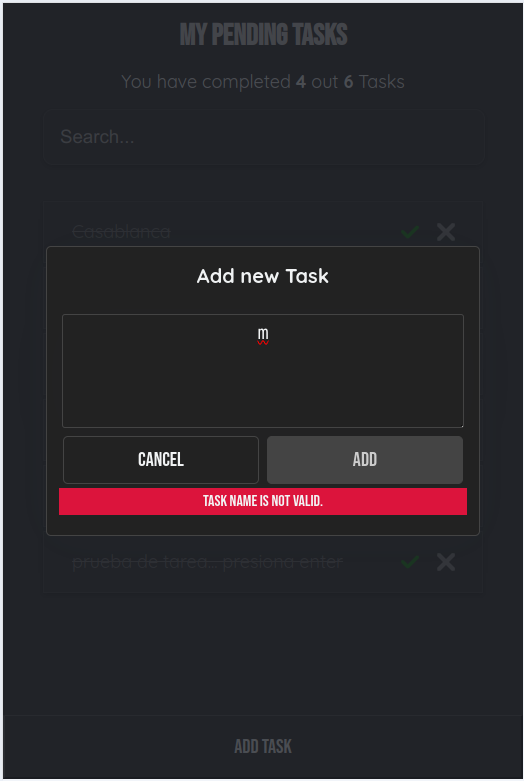 MY PENDING TASKS
You have completed 4 out 6 Tasks
Search...
Casablanca
Add new Task
m
CANCEL
ADD
TASK NAME IS NOT VALID.
prueba de tarea... presiona enter
ADD TASK